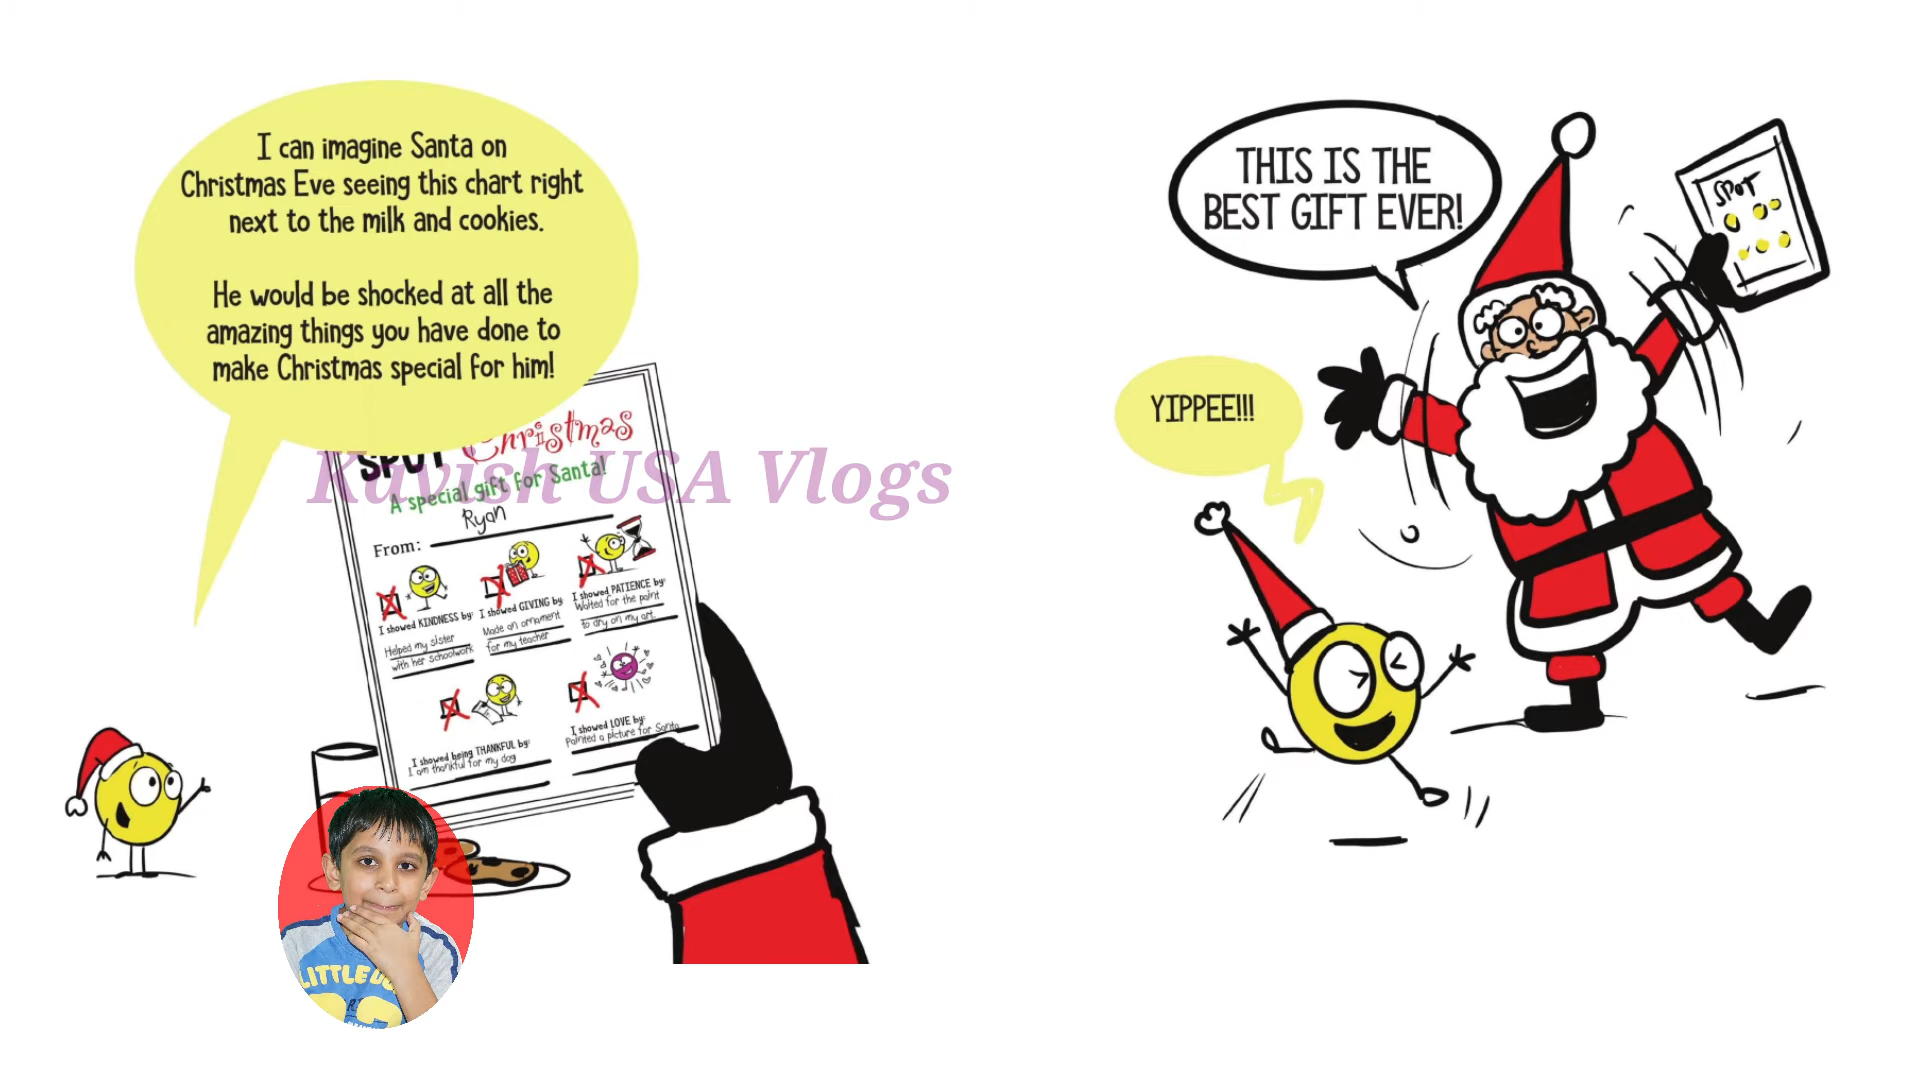 I can imagine Santa on
Christmas Eve seeing this chart right
next to the milk and cookies.
He would be shocked at all the
amazing things you have done to
make Christmas special for him!
SPOT Christmas
A special gift for Santa!
Ryan
From:
I showed KINDNESS by:
Helped my sister
with her schoolwork
I showed GIVING by:
Made an ornament
for my teacher
I showed PATIENCE by:
Waited for the paint
to dry on my art.
I showed being THANKFUL by:
I am thankful for my dog
I showed LOVE by:
Painted a picture for Santa
Kavish USA Vlogs
LITTLE
THIS IS THE
BEST GIFT EVER!
SPOT
YIPPEE!!!